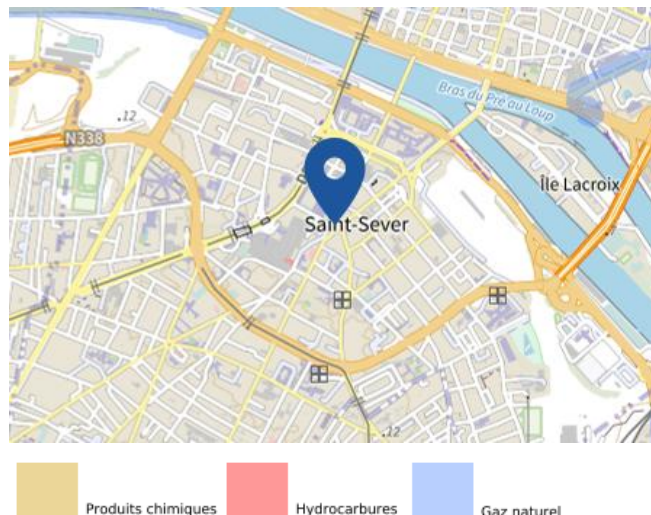 .12
Bras du Pré au Loup
N338
Île Lacroix
Saint-Sever
.12
Produits chimiques
Hydrocarbures
Gaz naturel